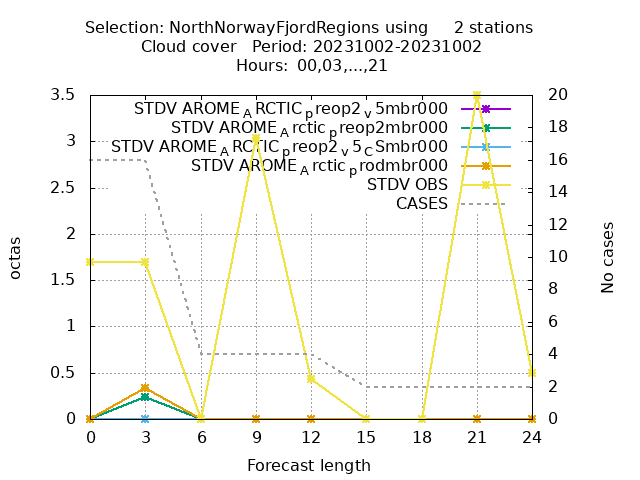 Selection: NorthNorwayFjordRegions using 2 stations
Cloud cover Period: 20231002-20231002
Hours: 00,03,...,21
3.5
3
2.5
2
1.5
1
0.5
0
octas
STDV AROME_ARCTIC_preop2_v5mbr000
STDV AROME_Arctic_preop2mbr000
STDV AROME_ARCTIC_preop2_v5_CSmbr000
STDV AROME_Arctic_prodmbr000
STDV OBS
CASES
20
18
16
14
12
10
8
6
4
2
0
No cases
0 3 6 9 12 15 18 21 24
Forecast length